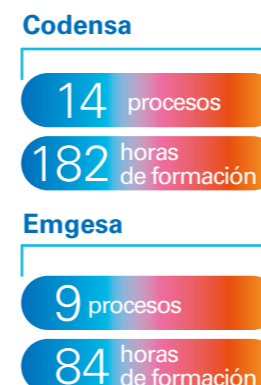 Codensa
14 procesos
182 horas
de formación
Emgesa
9 procesos
84 horas
de formación